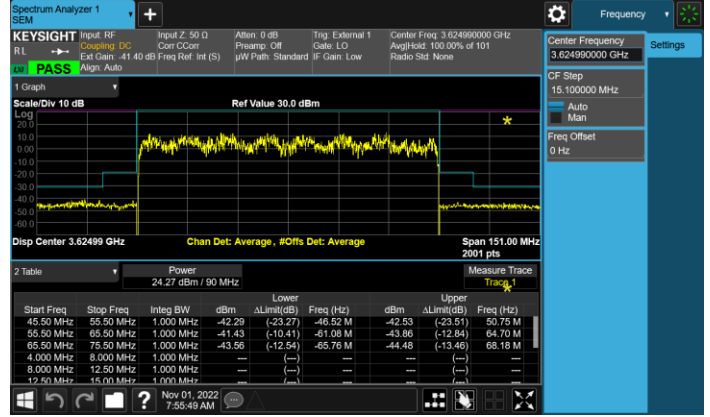 Spectrum Analyzer 1
SEM
Frequency
KEYSIGHT
RL
LXI
PASS
Input: RF
Coupling: DC
Ext Gain: -41.40 dB
Align: Auto
Input Z: 50 Ω
Corr CCorr
Freq Ref: Int (S)
Atten: 0 dB
Preamp: Off
µW Path: Standard
Trig: External 1
Gate: LO
IF Gain: Low
Center Freq: 3.624990000 GHz
Avg|Hold: 100.00% of 101
Radio Std: None
Center Frequency
3.624990000 GHz
Settings
CF Step
15.100000 MHz
Auto
Man
Freq Offset
0 Hz
1 Graph
Scale/Div 10 dB
Ref Value 30.0 dBm
Log
20.0
10.0
0.00
-10.0
-20.0
-30.0
-40.0
-50.0
-60.0
Disp Center 3.62499 GHz
Chan Det: Average, #Offs Det: Average
Span 151.00 MHz
2001 pts
2 Table
Power
24.27 dBm / 90 MHz
Measure Trace
Trace 1
Lower Upper
Start Freq Stop Freq Integ BW dBm ΔLimit(dB) Freq (Hz) dBm ΔLimit(dB) Freq (Hz)
45.50 MHz 55.50 MHz 1.000 MHz -42.29 (-23.27) -46.52 M -42.53 (-23.51) 50.75 M
55.50 MHz 65.50 MHz 1.000 MHz -41.43 (-10.41) -61.08 M -43.86 (-12.84) 64.70 M
65.50 MHz 75.50 MHz 1.000 MHz -43.56 (-12.54) -65.76 M -44.48 (-13.46) 68.18 M
4.000 MHz 8.000 MHz 1.000 MHz --- (---) --- --- (---) ---
8.000 MHz 12.50 MHz 1.000 MHz --- (---) --- --- (---) ---
12.50 MHz 15.00 MHz 1.000 MHz --- (---) --- --- (---) ---
?
Nov 01, 2022
7:55:49 AM